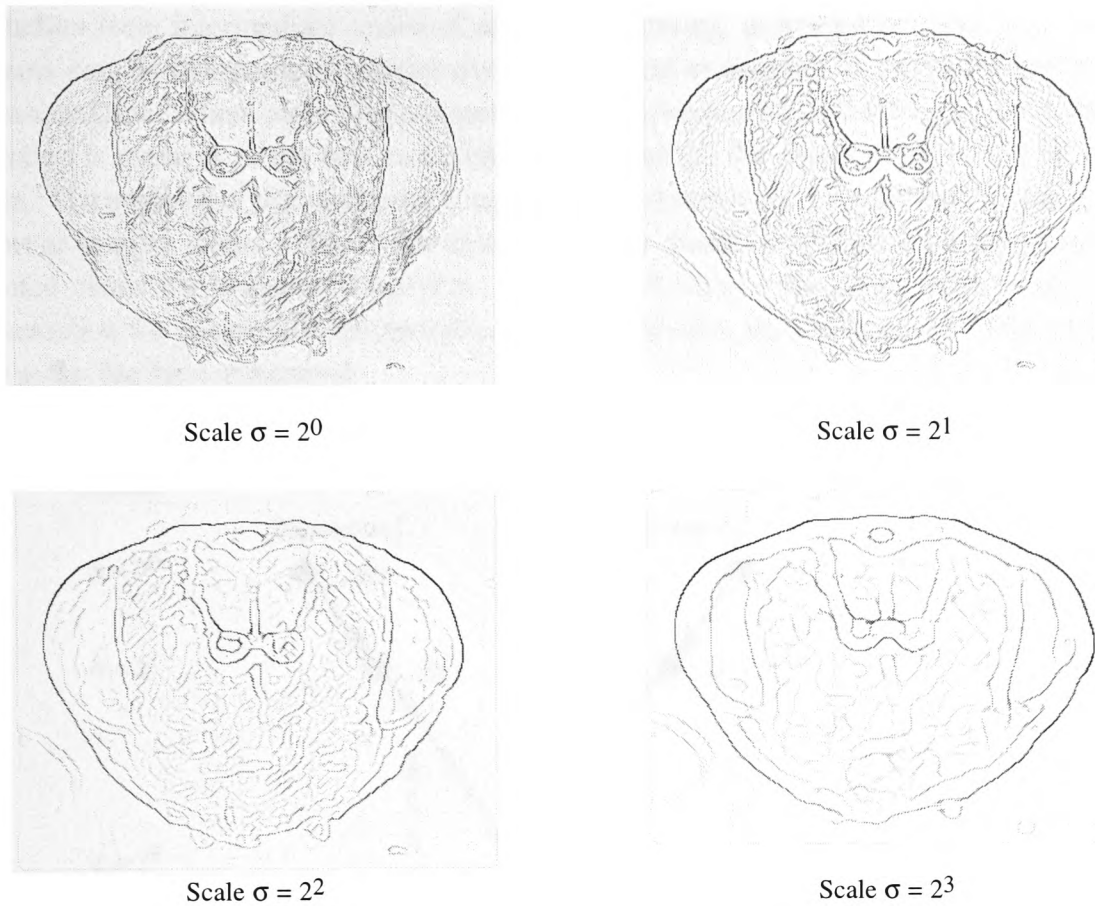 Scale σ = 2⁰
Scale σ = 2¹
Scale σ = 2²
Scale σ = 2³